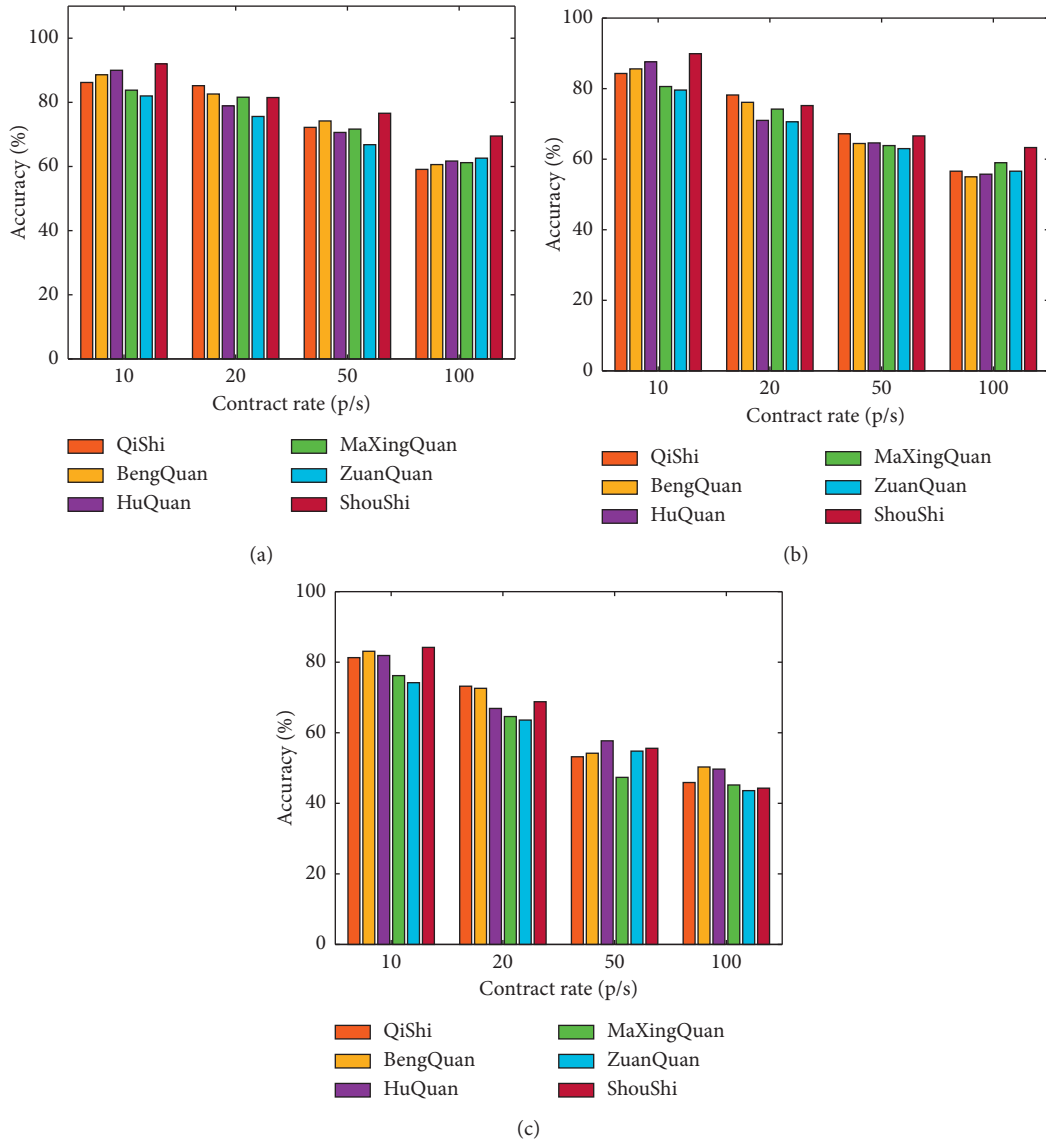 100
80
60
40
20
0
Accuracy (%)
10 20 50 100
Contract rate (p/s)
QiShi MaXingQuan
BengQuan ZuanQuan
HuQuan ShouShi
(a)
100
80
60
40
20
0
Accuracy (%)
10 20 50 100
Contract rate (p/s)
QiShi MaXingQuan
BengQuan ZuanQuan
HuQuan ShouShi
(b)
100
80
60
40
20
0
Accuracy (%)
10 20 50 100
Contract rate (p/s)
QiShi MaXingQuan
BengQuan ZuanQuan
HuQuan ShouShi
(c)